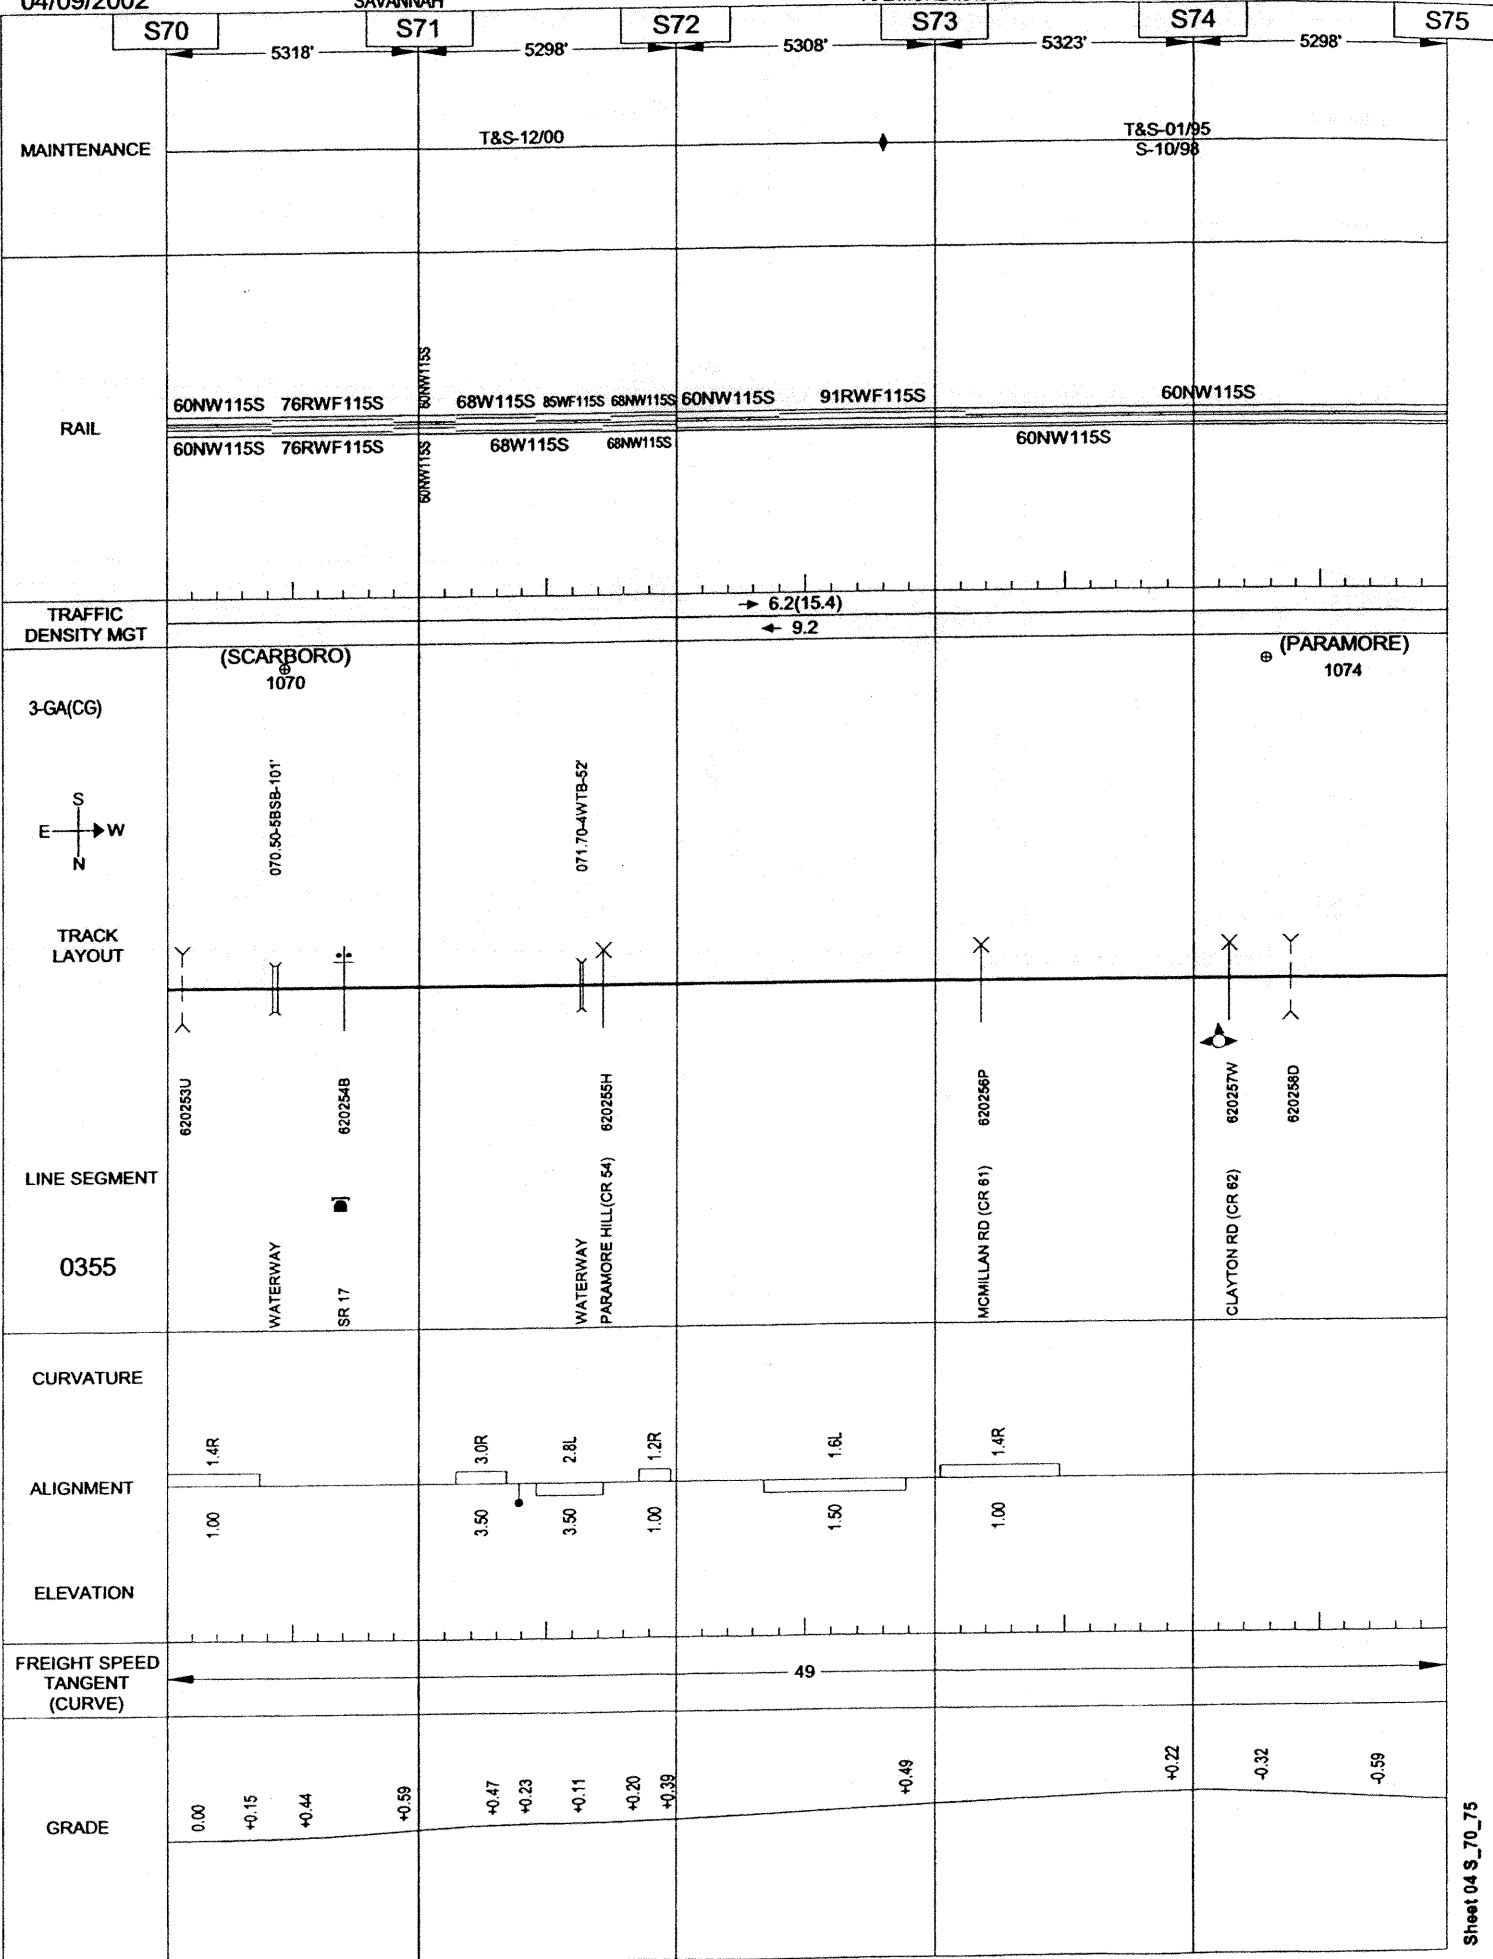 04/09/2002
SAVANNAH
S70 S71 S72 S73 S74 S75
5318' 5298' 5308' 5323' 5298'
MAINTENANCE
T&S-12/00
T&S-01/95
S-10/98
RAIL
60NW115S 76RWF115S 60NW115S 68W115S 85WF115S 68NW115S 60NW115S 91RWF115S 60NW115S
60NW115S 76RWF115S 60NW115S 68W115S 68NW115S 60NW115S
TRAFFIC
DENSITY MGT
6.2(15.4)
9.2
(SCARBORO)
1070
(PARAMORE)
1074
3-GA(CG)
S
E W
N
070.50-5BSB-101'
071.70-4WTB-52'
TRACK
LAYOUT
620253U
620254B
620255H
620256P
620257W
620258D
LINE SEGMENT
0355
WATERWAY
SR 17
WATERWAY
PARAMORE HILL(CR 54)
MCMILLAN RD (CR 61)
CLAYTON RD (CR 62)
CURVATURE
1.4R 3.0R 2.8L 1.2R 1.6L 1.4R
ALIGNMENT
1.00 3.50 3.50 1.00 1.50 1.00
ELEVATION
FREIGHT SPEED
TANGENT
(CURVE)
49
GRADE
0.00 +0.15 +0.44 +0.59 +0.47 +0.23 +0.11 +0.20 +0.39 +0.49 +0.22 -0.32 -0.59
Sheet 04 S_70_75